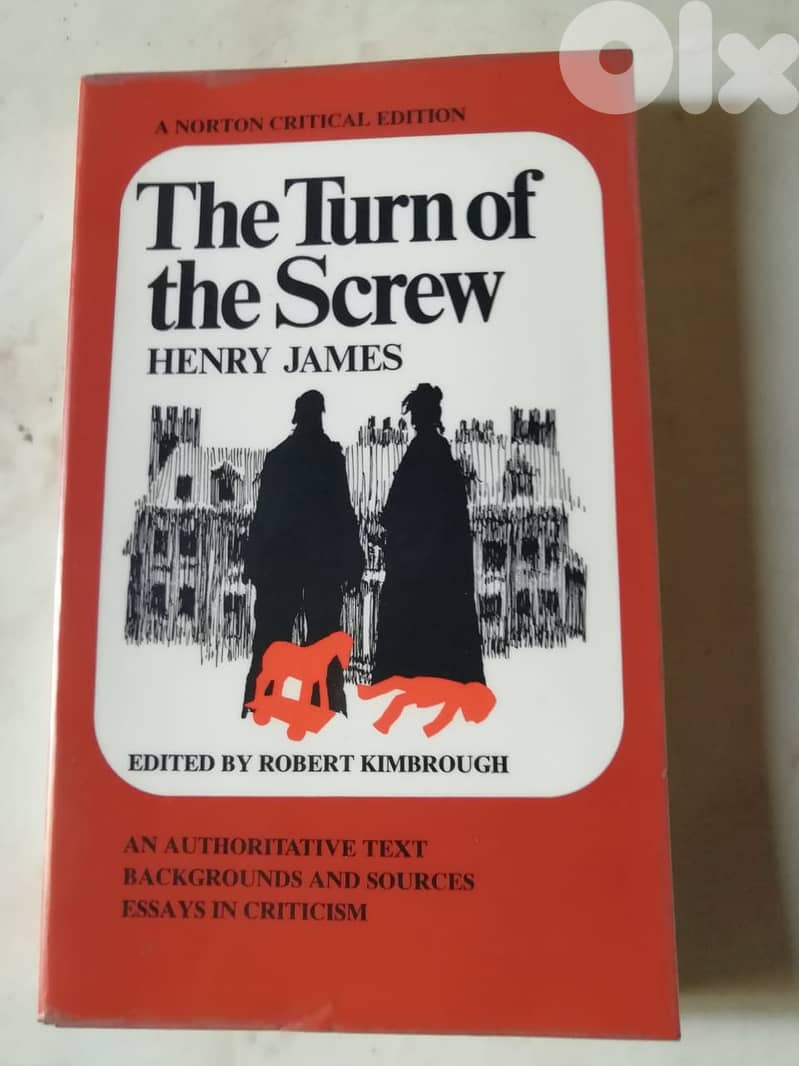 olx
A NORTON CRITICAL EDITION
The Turn of
the Screw
HENRY JAMES
EDITED BY ROBERT KIMBROUGH
AN AUTHORITATIVE TEXT
BACKGROUNDS AND SOURCES
ESSAYS IN CRITICISM